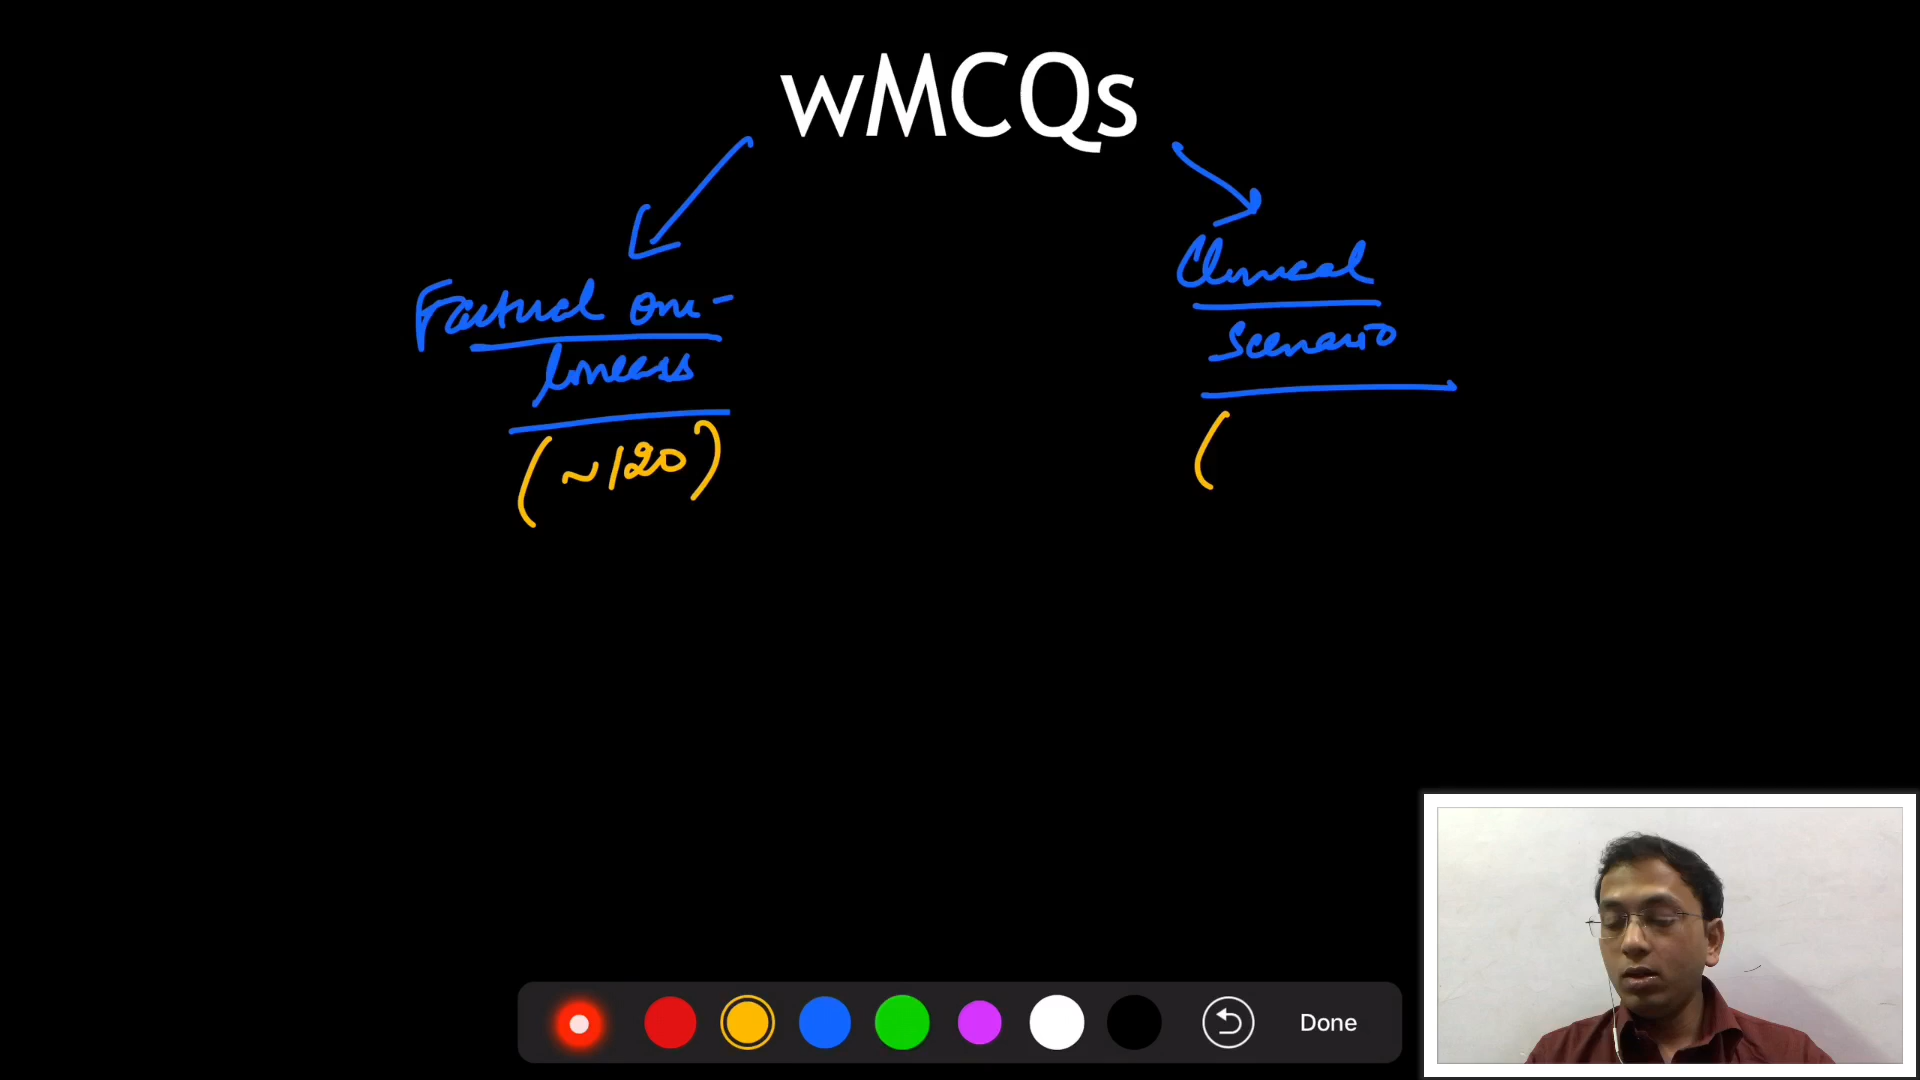 wMCQs
Factual one-
liners
(~120)
Clinical
Scenario
(
Done